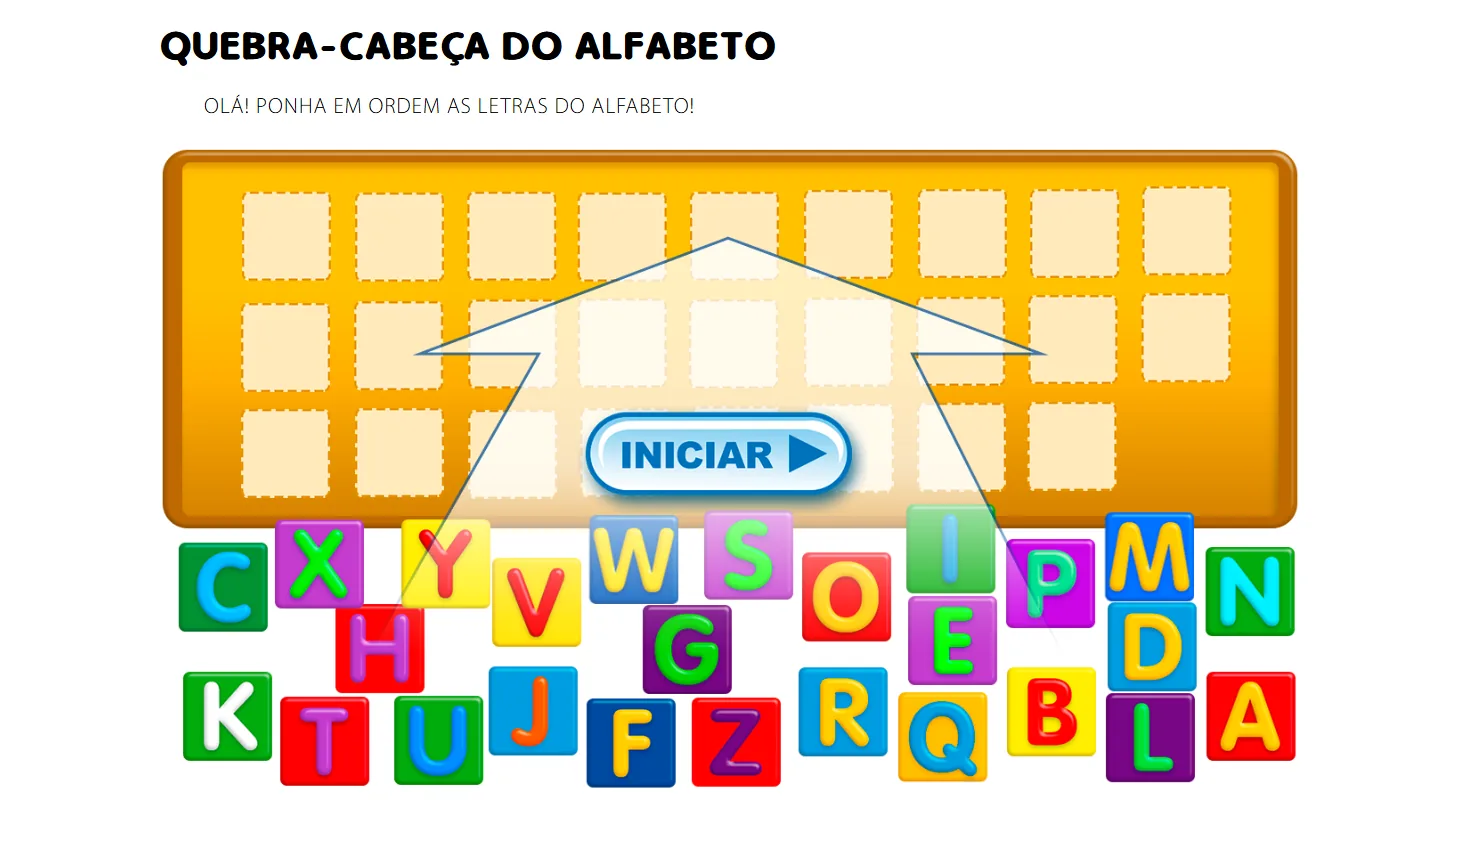 QUEBRA-CABEÇA DO ALFABETO
OLÁ! PONHA EM ORDEM AS LETRAS DO ALFABETO!
INICIAR
C X Y V W S O I P M N
H G E D
K T U J F Z R Q B L A